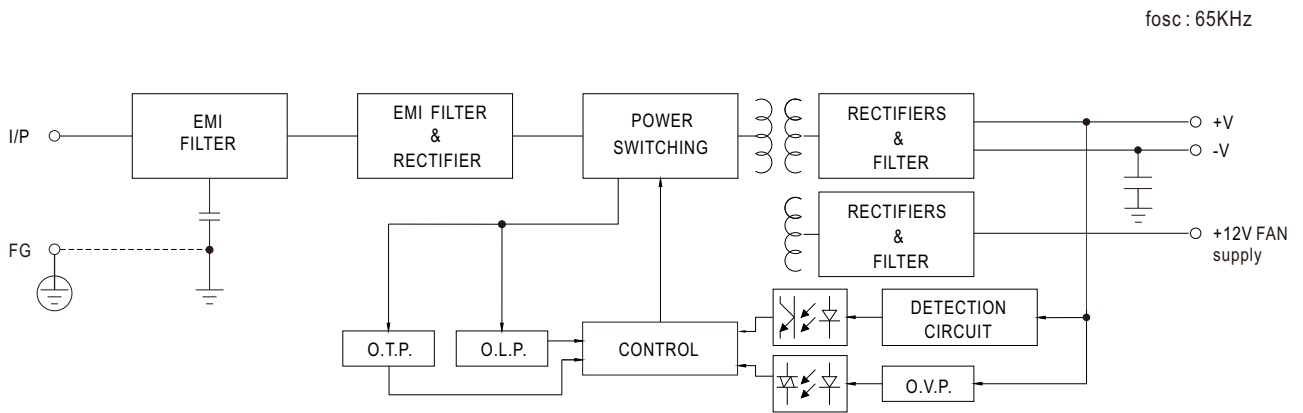 fosc : 65KHz
I/P
EMI
FILTER
EMI FILTER
&
RECTIFIER
POWER
SWITCHING
RECTIFIERS
&
FILTER
+V
-V
FG
RECTIFIERS
&
FILTER
+12V FAN
supply
O.T.P.
O.L.P.
CONTROL
DETECTION
CIRCUIT
O.V.P.